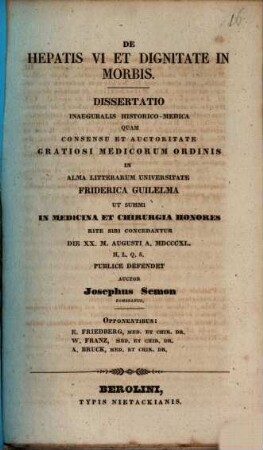 16
DE
HEPATIS VI ET DIGNITATE IN
MORBIS.
DISSERTATIO
INAUGURALIS HISTORICO-MEDICA
QUAM
CONSENSU ET AUCTORITATE
GRATIOSI MEDICORUM ORDINIS
IN
ALMA LITTERARUM UNIVERSITATE
FRIDERICA GUILELMA
UT SUMMI
IN MEDICINA ET CHIRURGIA HONORES
RITE SIBI CONCEDANTUR
DIE XX. M. AUGUSTI A. MDCCCXL.
H. L. Q. S.
PUBLICE DEFENDET
AUCTOR
Josephus Semon
OPPONENTIBUS:
E. FRIEDBERG, MED. ET CHIR. DR.
W. FRANZ, MED. ET CHIR. DR.
A. BRUCK, MED. ET CHIR. DR.
BEROLINI,
TYPIS NIETACKIANIS.